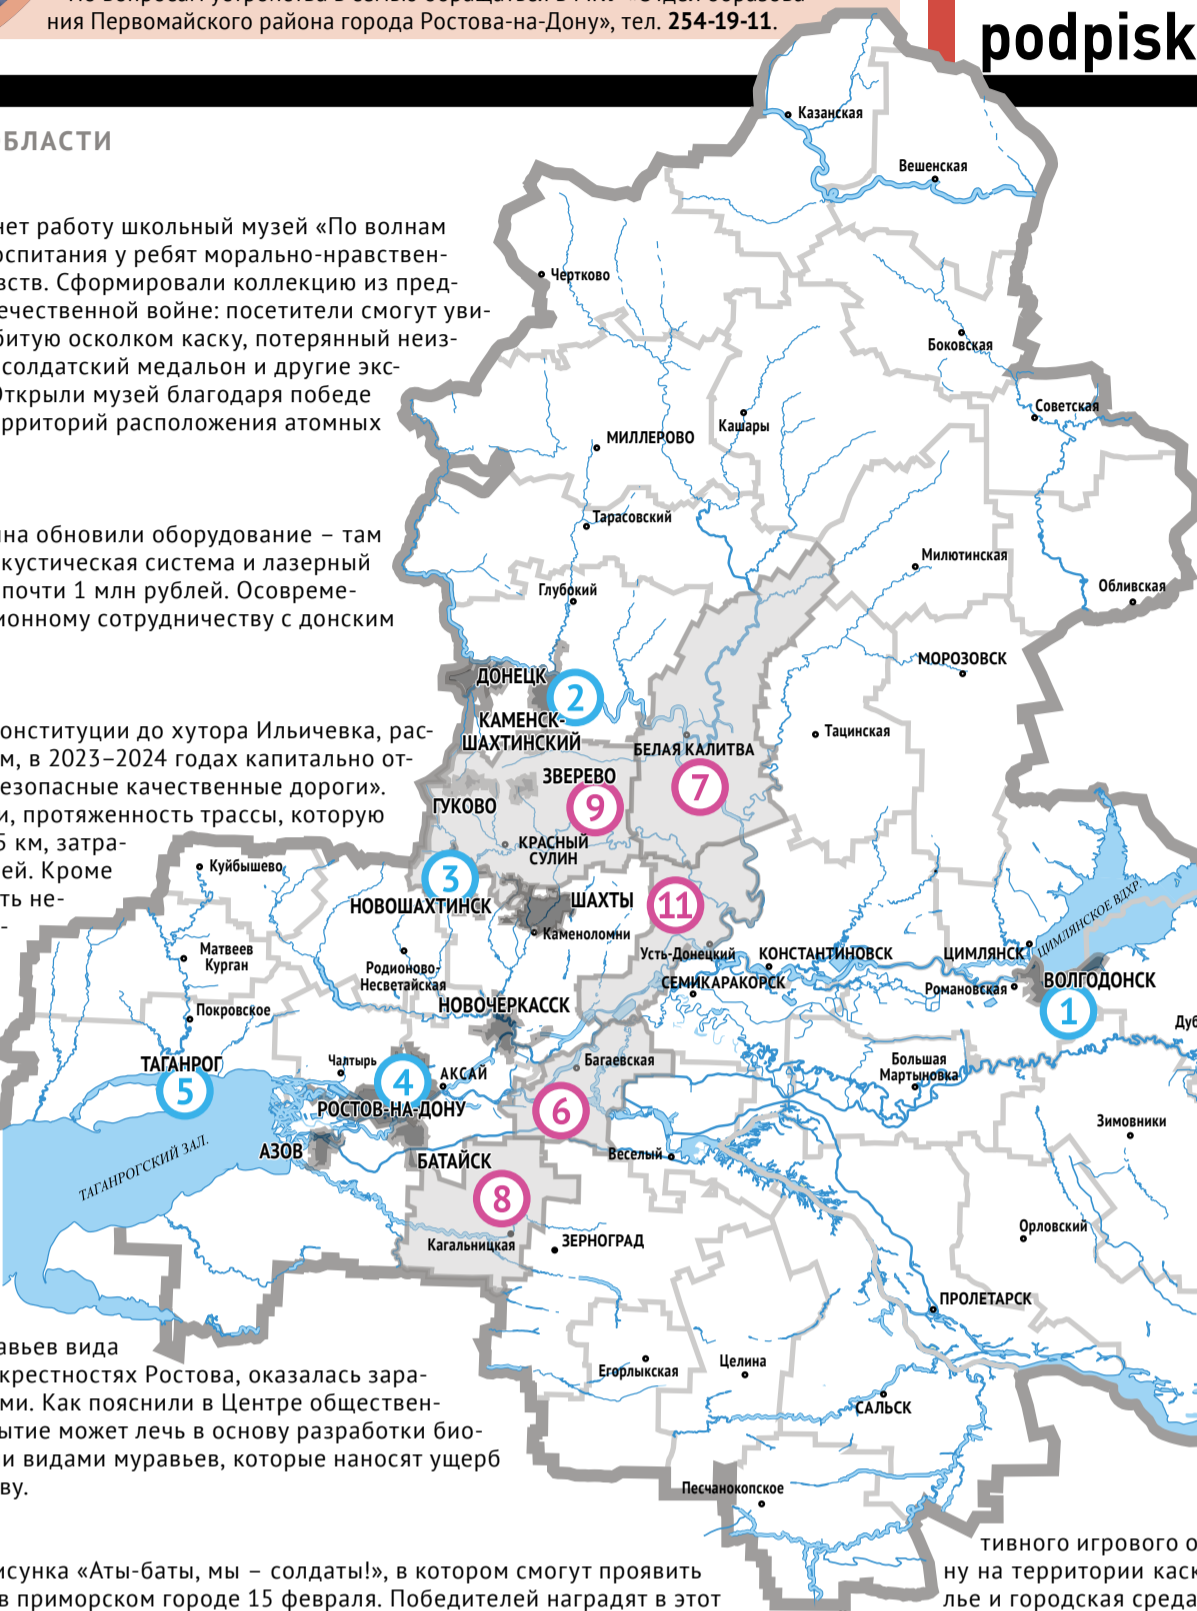 ния Первомайского района города Ростова-на-Дону», тел. 254-19-11.
podpisk
БЛАСТИ
нет работу школьный музей «По волнам
оспитания у ребят морально-нравствен-
вств. Сформировали коллекцию из пред-
ечественной войне: посетители смогут уви-
битую осколком каску, потерянный неиз-
солдатский медальон и другие экс-
Открыли музей благодаря победе
рриторий расположения атомных
на обновили оборудование – там
кустическая система и лазерный
почти 1 млн рублей. Осовреме-
ионному сотрудничеству с донским
онституции до хутора Ильичевка, рас-
м, в 2023–2024 годах капитально от-
езопасные качественные дороги».
и, протяженность трассы, которую
5 км, затра-
ей. Кроме
ть не-
-
авьев вида
крестностях Ростова, оказалась зара-
ми. Как пояснили в Центре обществен-
ытие может лечь в основу разработки био-
и видами муравьев, которые наносят ущерб
ву.
исунка «Аты-баты, мы – солдаты!», в котором смогут проявить
в приморском городе 15 февраля. Победителей наградят в этот
тивного игрового о
ну на территории каск
лье и городская среда
Казанская
Вешенская
Чертково
Боковская
Советская
Кашары
МИЛЛЕРОВО
Тарасовский
Милютинская
Обливская
Глубокий
МОРОЗОВСК
ДОНЕЦК
2
КАМЕНСК-
ШАХТИНСКИЙ
Тацинская
БЕЛАЯ КАЛИТВА
7
ЗВЕРЕВО
9
ГУКОВО
КРАСНЫЙ
СУЛИН
Куйбышево
3
НОВОШАХТИНСК
ШАХТЫ
11
Каменоломни
Матвеев
Курган
Родионово-
Несветайская
Усть-Донецкий
КОНСТАНТИНОВСК
ЦИМЛЯНСК
ЦИМЛЯНСКОЕ ВДХР.
СЕМИКАРАКОРСК
Романовская
ВОЛГОДОНСК
1
Покровское
НОВОЧЕРКАССК
Дуб
ТАГАНРОГ
5
Чалтырь
4
АКСАЙ
Багаевская
Большая
Мартыновка
РОСТОВ-НА-ДОНУ
6
Зимовники
АЗОВ
ТАГАНРОГСКИЙ ЗАЛ.
БАТАЙСК
Веселый
8
Кагальницкая
ЗЕРНОГРАД
Орловский
ПРОЛЕТАРСК
Егорлыкская
Целина
САЛЬСК
Песчанокопское